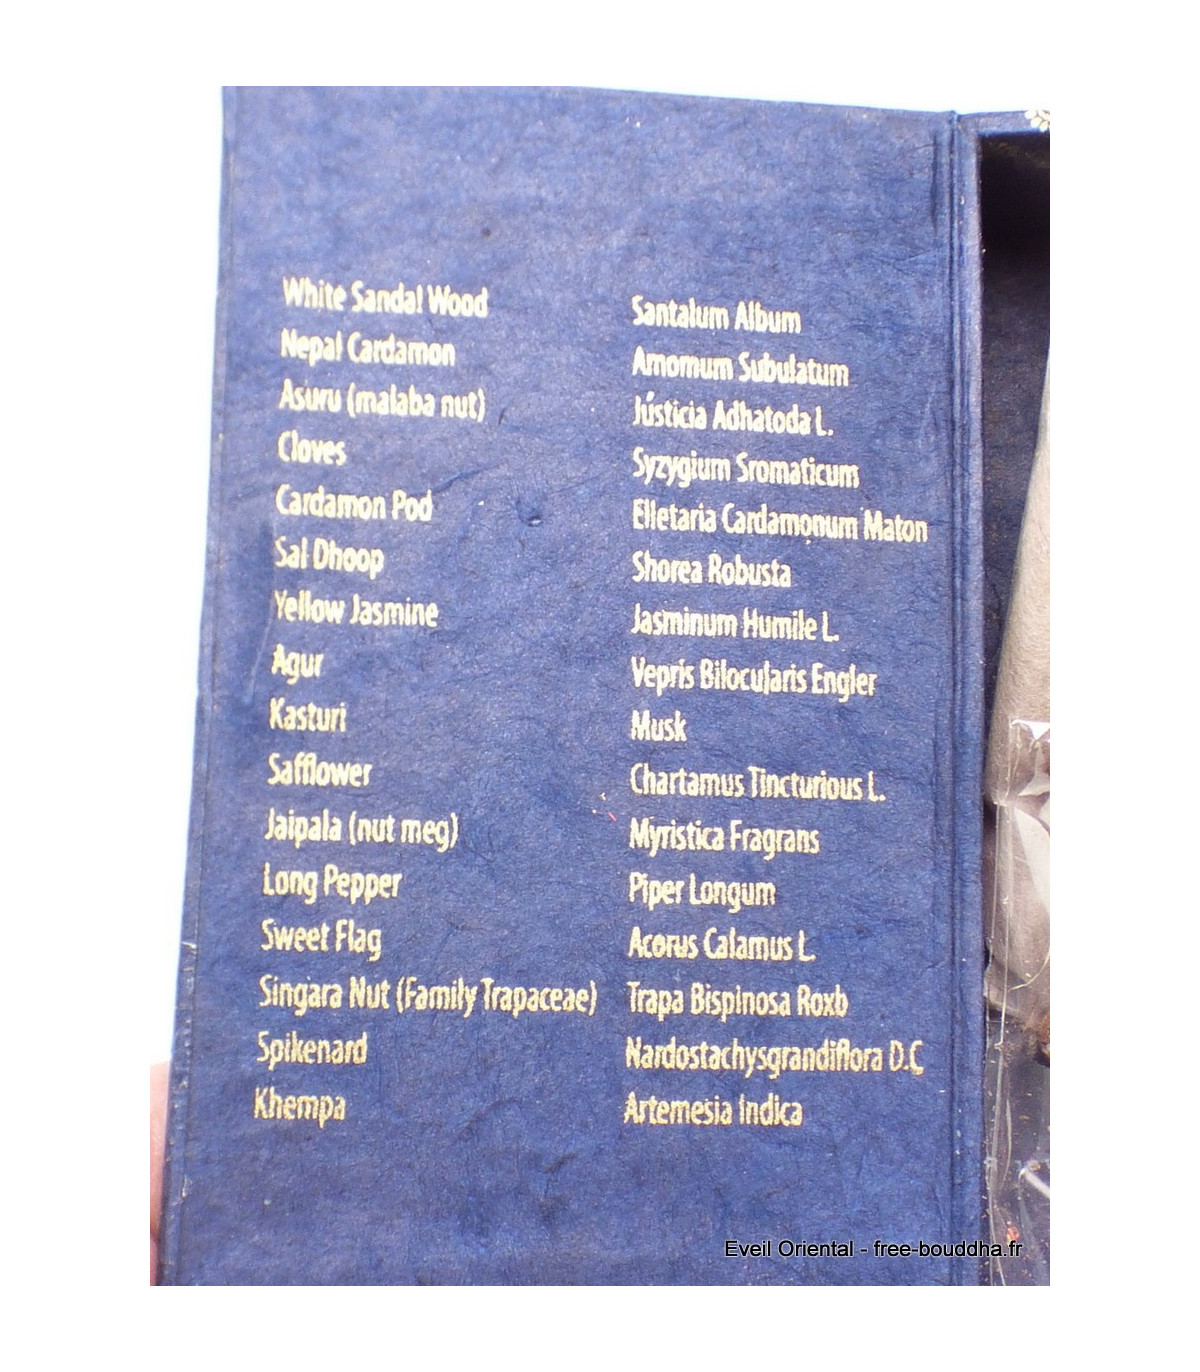 White Sandal Wood Santalum Album
Nepal Cardamon Amomum Subulatum
Asuru (malaba nut) Justicia Adhatoda L.
Cloves Syzygium Sromaticum
Cardamon Pod Elletaria Cardamonum Maton
Sal Dhoop Shorea Robusta
Yellow Jasmine Jasminum Humile L.
Agur Vepris Bilocularis Engler
Kasturi Musk
Safflower Chartamus Tincturious L.
Jaipala (nut meg) Myristica Fragrans
Long Pepper Piper Longum
Sweet Flag Acorus Calamus L.
Singara Nut (Family Trapaceae) Trapa Bispinosa Roxb
Spikenard Nardostachysgrandiflora D.C
Khempa Artemesia Indica
Eveil Oriental - free-bouddha.fr